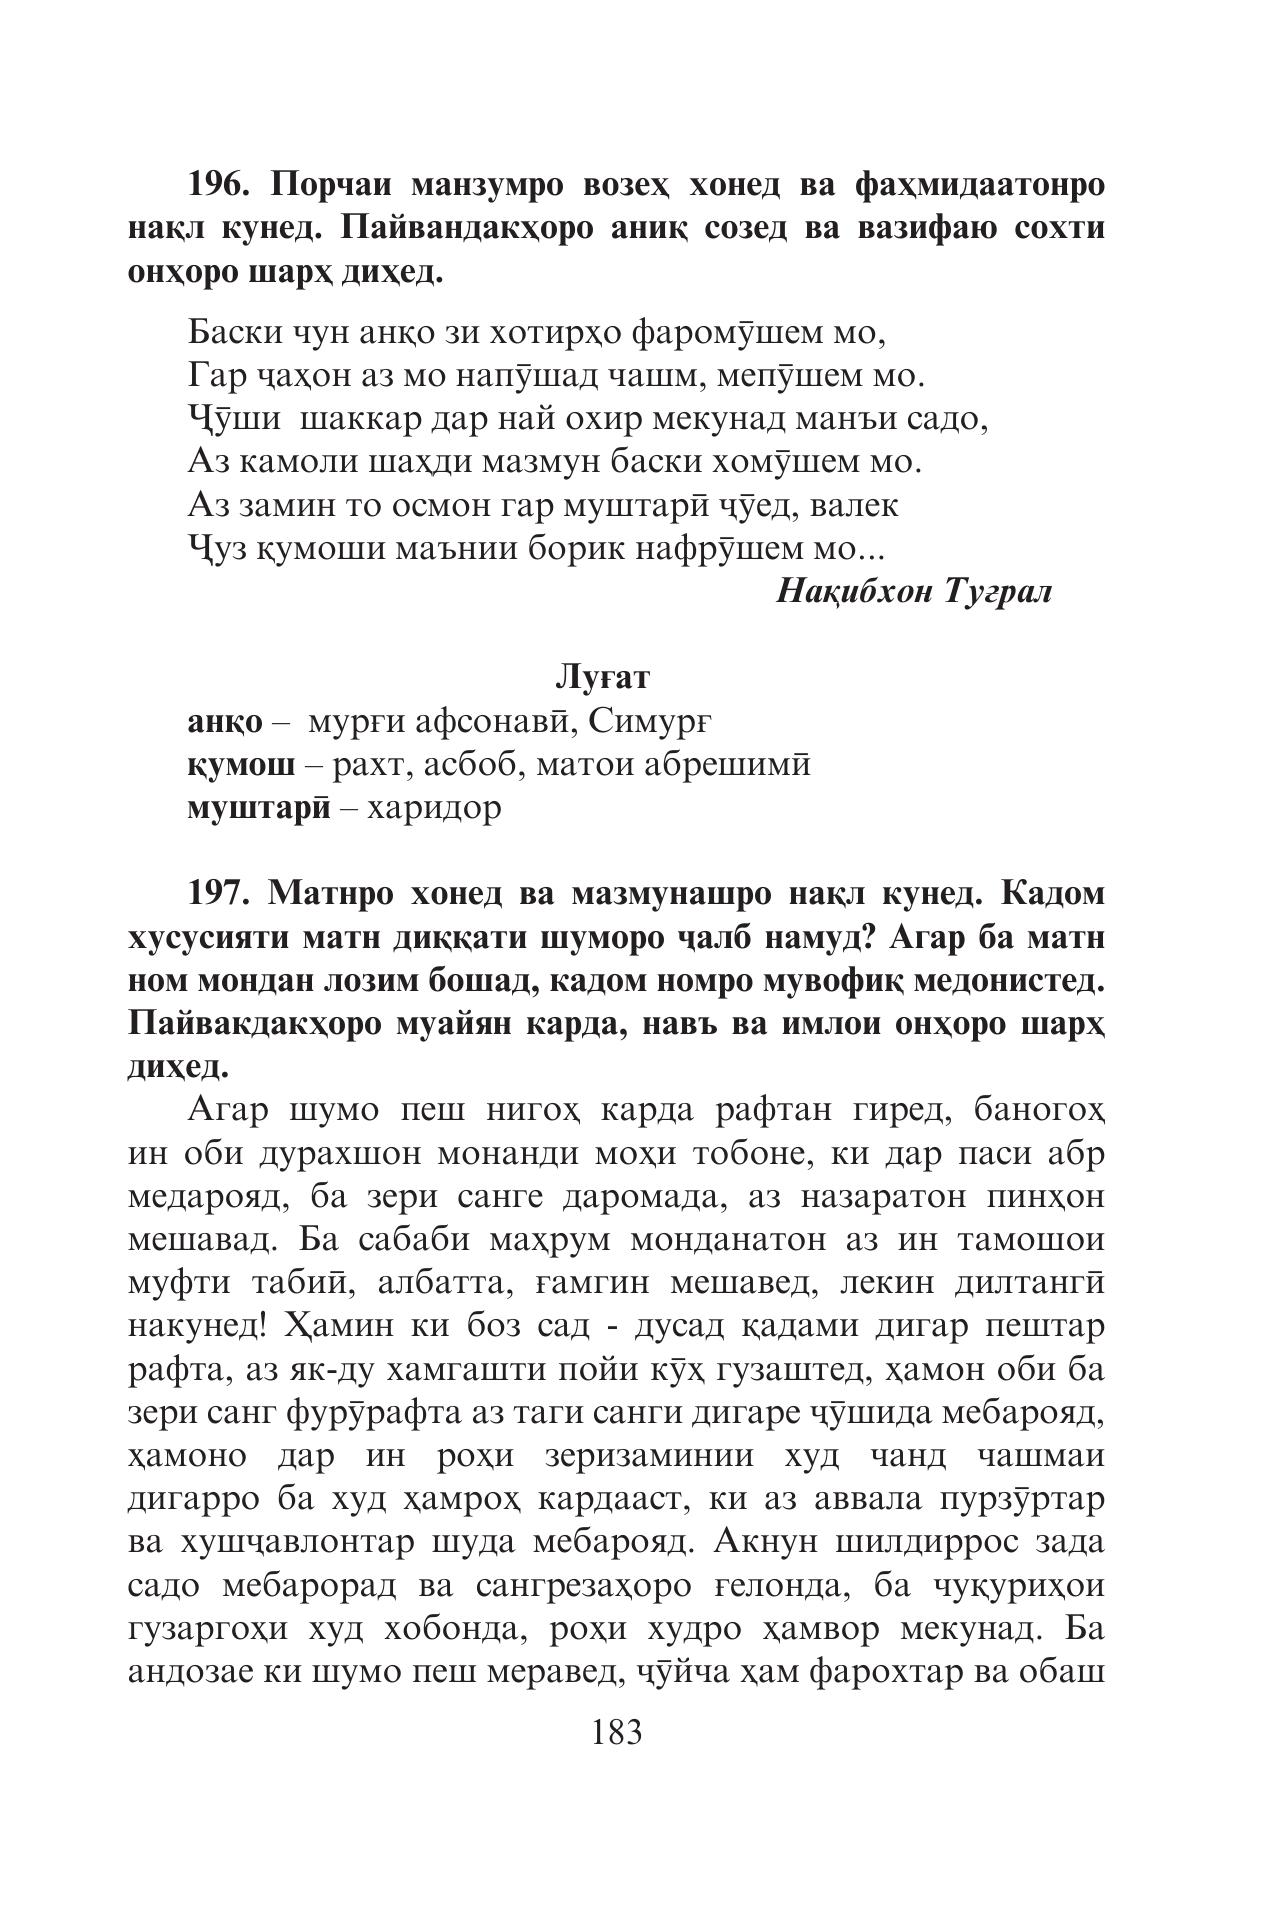 196. Порчаи манзумро возеҳ хонед ва фаҳмидаатонро
нақл кунед. Пайвандакҳоро аниқ созед ва вазифаю сохти
онҳоро шарҳ диҳед.
Баски чун анқо зи хотирҳо фаромӯшем мо,
Гар ҷаҳон аз мо напӯшад чашм, мепӯшем мо.
Ҷӯши шаккар дар най охир мекунад манъи садо,
Аз камоли шаҳди мазмун баски хомӯшем мо.
Аз замин то осмон гар муштарӣ ҷӯед, валек
Ҷуз қумоши маънии борик нафрӯшем мо...
Нақибхон Туграл
Луғат
анқо – мурғи афсонавӣ, Симурғ
қумош – рахт, асбоб, матои абрешимӣ
муштарӣ – харидор
197. Матнро хонед ва мазмунашро нақл кунед. Кадом
хусусияти матн диққати шуморо ҷалб намуд? Агар ба матн
ном мондан лозим бошад, кадом номро мувофиқ медонистед.
Пайвакдакҳоро муайян карда, навъ ва имлои онҳоро шарҳ
диҳед.
Агар шумо пеш нигоҳ карда рафтан гиред, баногоҳ
ин оби дурахшон монанди моҳи тобоне, ки дар паси абр
медарояд, ба зери санге даромада, аз назаратон пинҳон
мешавад. Ба сабаби маҳрум монданатон аз ин тамошои
муфти табиӣ, албатта, ғамгин мешавед, лекин дилтангӣ
накунед! Ҳамин ки боз сад - дусад қадами дигар пештар
рафта, аз як-ду хамгашти пойи кӯҳ гузаштед, ҳамон оби ба
зери санг фурӯрафта аз таги санги дигаре ҷӯшида мебарояд,
ҳамоно дар ин роҳи зеризаминии худ чанд чашмаи
дигарро ба худ ҳамроҳ кардааст, ки аз аввала пурзӯртар
ва хушҷавлонтар шуда мебарояд. Акнун шилдиррос зада
садо мебарорад ва сангрезаҳоро ғелонда, ба чуқуриҳои
гузаргоҳи худ хобонда, роҳи худро ҳамвор мекунад. Ба
андозае ки шумо пеш меравед, ҷӯйча ҳам фарохтар ва обаш
183